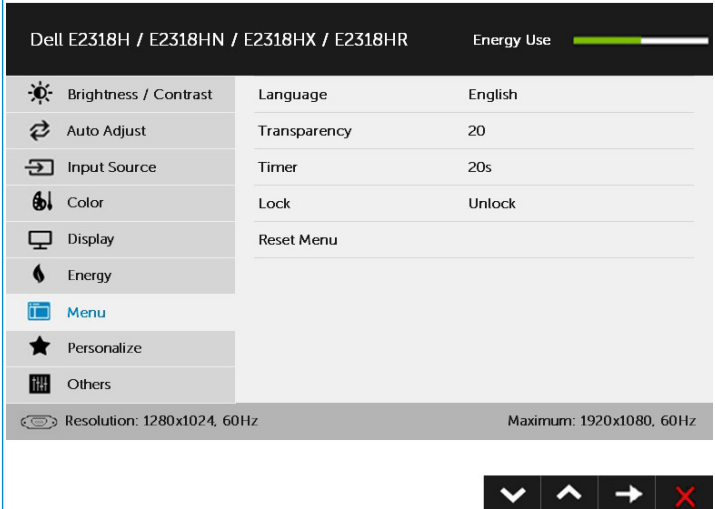 Dell E2318H / E2318HN / E2318HX / E2318HR Energy Use
Brightness / Contrast Language English
Auto Adjust Transparency 20
Input Source Timer 20s
Color Lock Unlock
Display Reset Menu
Energy
Menu
Personalize
Others
Resolution: 1280x1024, 60Hz Maximum: 1920x1080, 60Hz